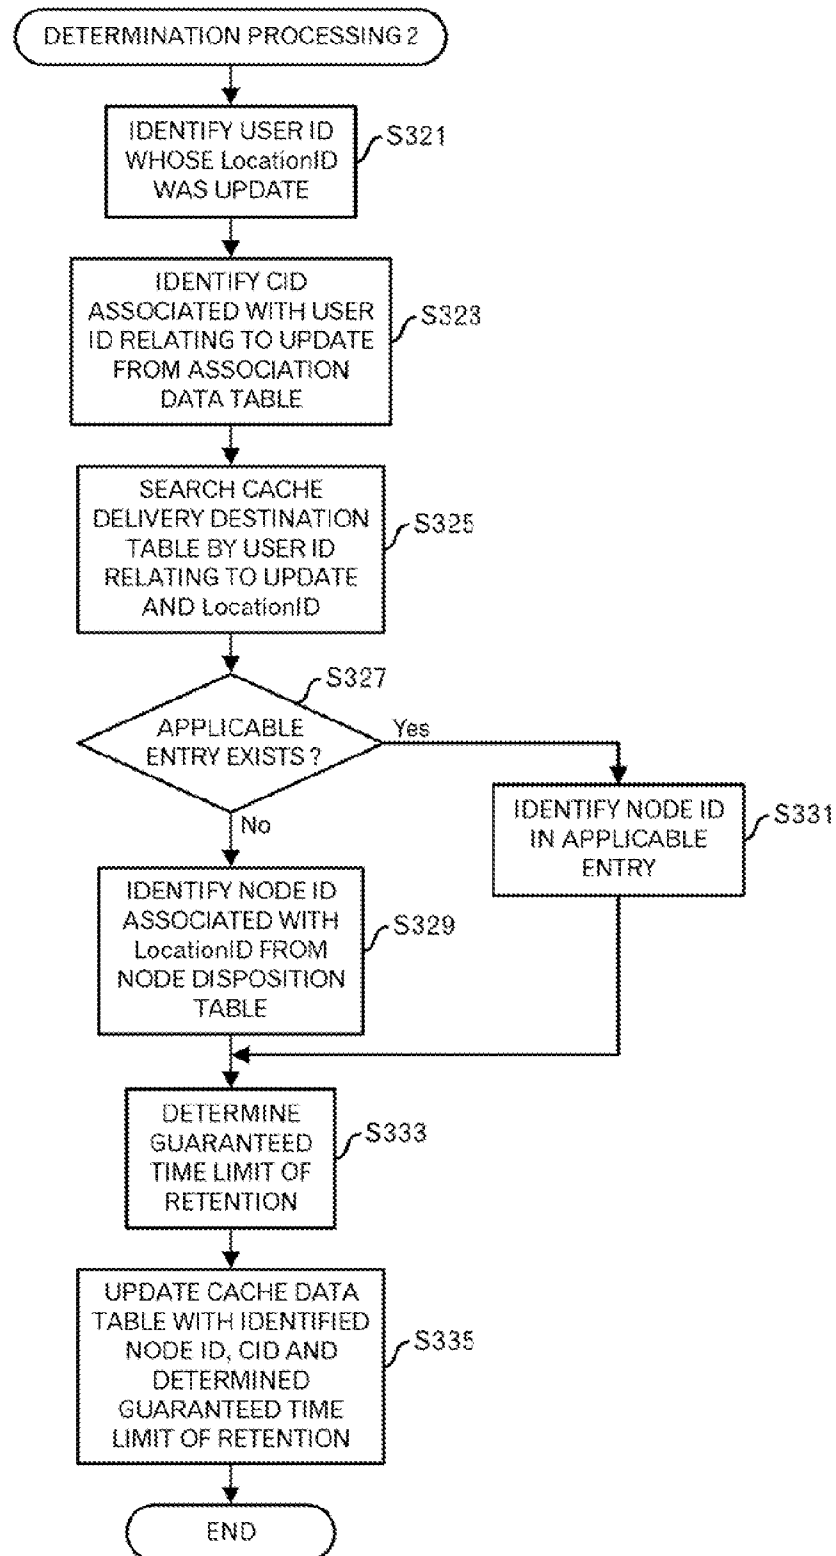 DETERMINATION PROCESSING 2
IDENTIFY USER ID
WHOSE LocationID
WAS UPDATE
S321
IDENTIFY CID
ASSOCIATED WITH USER
ID RELATING TO UPDATE
FROM ASSOCIATION
DATA TABLE
S323
SEARCH CACHE
DELIVERY DESTINATION
TABLE BY USER ID
RELATING TO UPDATE
AND LocationID
S325
S327
APPLICABLE
ENTRY EXISTS ?
Yes
No
IDENTIFY NODE ID
IN APPLICABLE
ENTRY
S331
IDENTIFY NODE ID
ASSOCIATED WITH
LocationID FROM
NODE DISPOSITION
TABLE
S329
DETERMINE
GUARANTEED
TIME LIMIT OF
RETENTION
S333
UPDATE CACHE DATA
TABLE WITH IDENTIFIED
NODE ID, CID AND
DETERMINED
GUARANTEED TIME
LIMIT OF RETENTION
S335
END